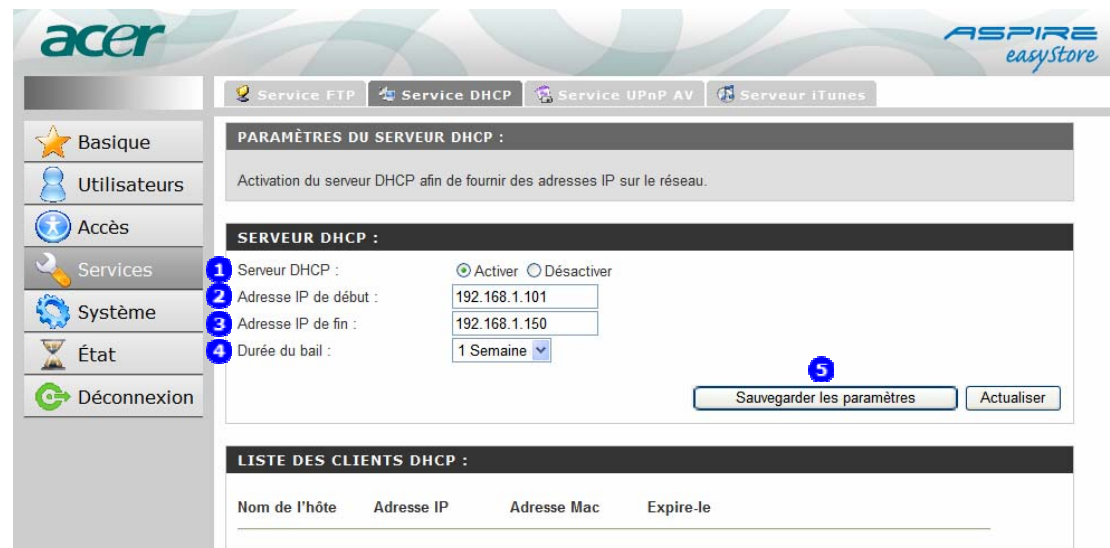 acer
ASPIRE
easyStore
Service FTP Service DHCP Service UPnP AV Serveur iTunes
Basique
Utilisateurs
Accès
Services
Système
État
Déconnexion
PARAMÈTRES DU SERVEUR DHCP :
Activation du serveur DHCP afin de fournir des adresses IP sur le réseau.
SERVEUR DHCP :
1 Serveur DHCP : Activer Désactiver
2 Adresse IP de début : 192.168.1.101
3 Adresse IP de fin : 192.168.1.150
4 Durée du bail : 1 Semaine
5
Sauvegarder les paramètres Actualiser
LISTE DES CLIENTS DHCP :
Nom de l'hôte Adresse IP Adresse Mac Expire-le